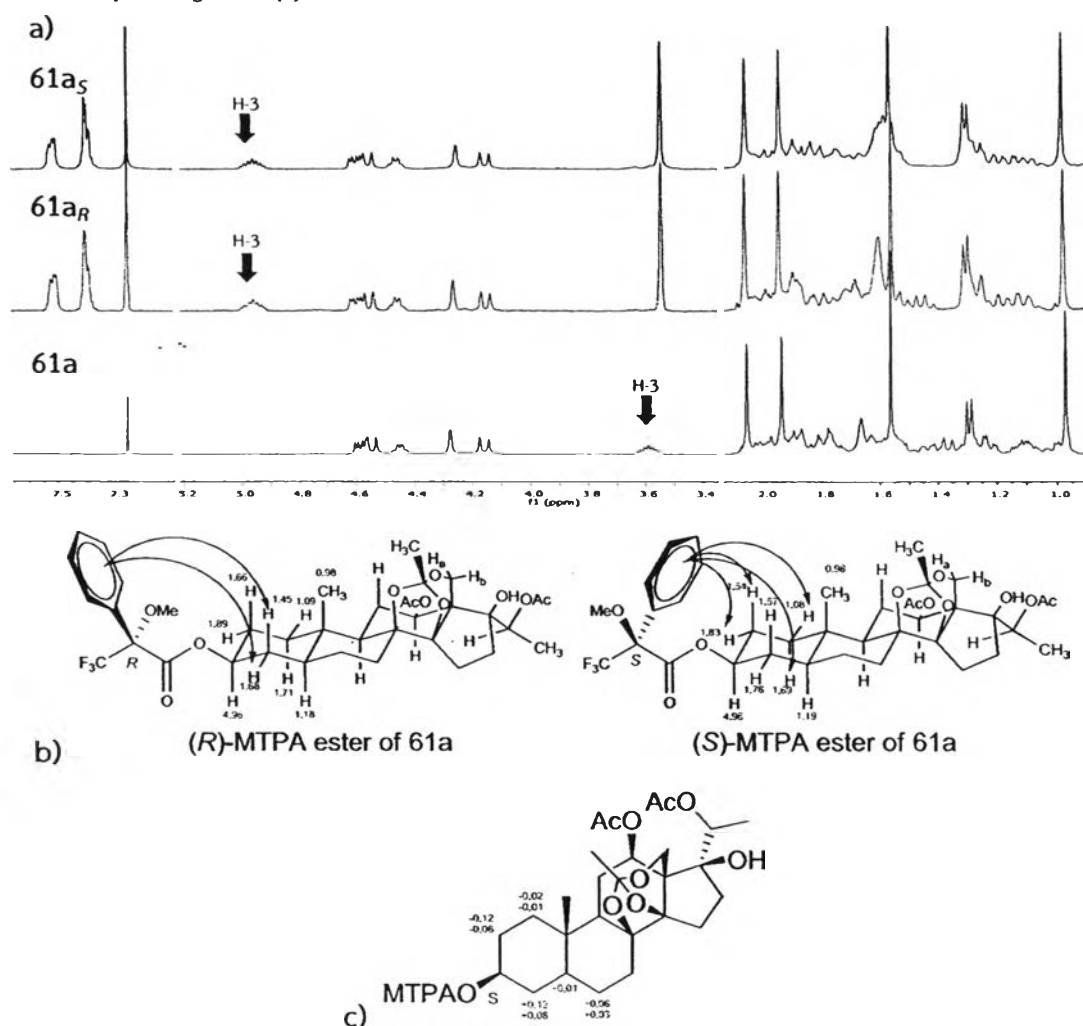 a)
61aS
H-3
61aR
H-3
61a
H-3
7.5 7.3 5.2 5.0 4.8 4.6 4.4 4.2 4.0 3.8 3.6 3.4 2.0 1.8 1.6 1.4 1.2 1.0
f1 (ppm)
H3C Ha O H Hb
1.66 H 1.45 H 1.09 H 0.98 CH3 H AcO OHOAc
OMe 1.89 H
F3C R O O CH3
H 1.68 H 1.71 H H
4.96 1.18
(R)-MTPA ester of 61a
H3C Ha O H Hb
1.54 H 1.57 H 1.08 H 0.96 CH3 H AcO OHOAc
MeO 1.83 H
F3C S O O CH3
H 1.76 H 1.69 H H
4.96 1.19
(S)-MTPA ester of 61a
b)
AcO
AcO
OH
O
O
O
-0.02
-0.01
-0.12
-0.06
-0.01
MTPAO S
+0.12
+0.08
c)